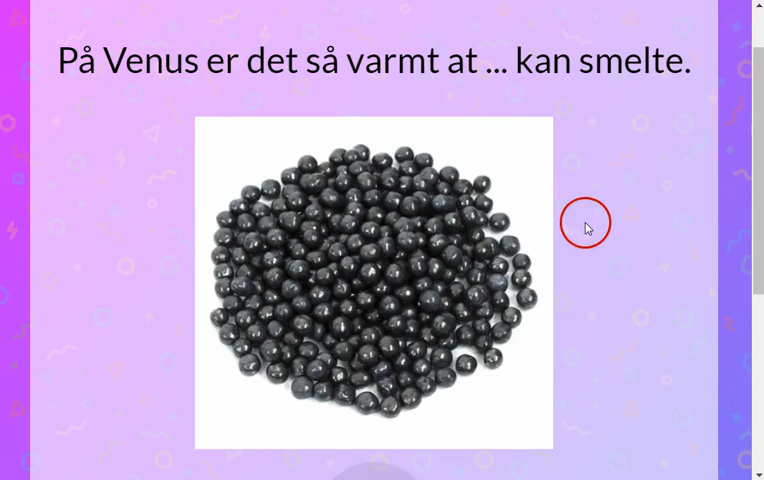 På Venus er det så varmt at ... kan smelte.